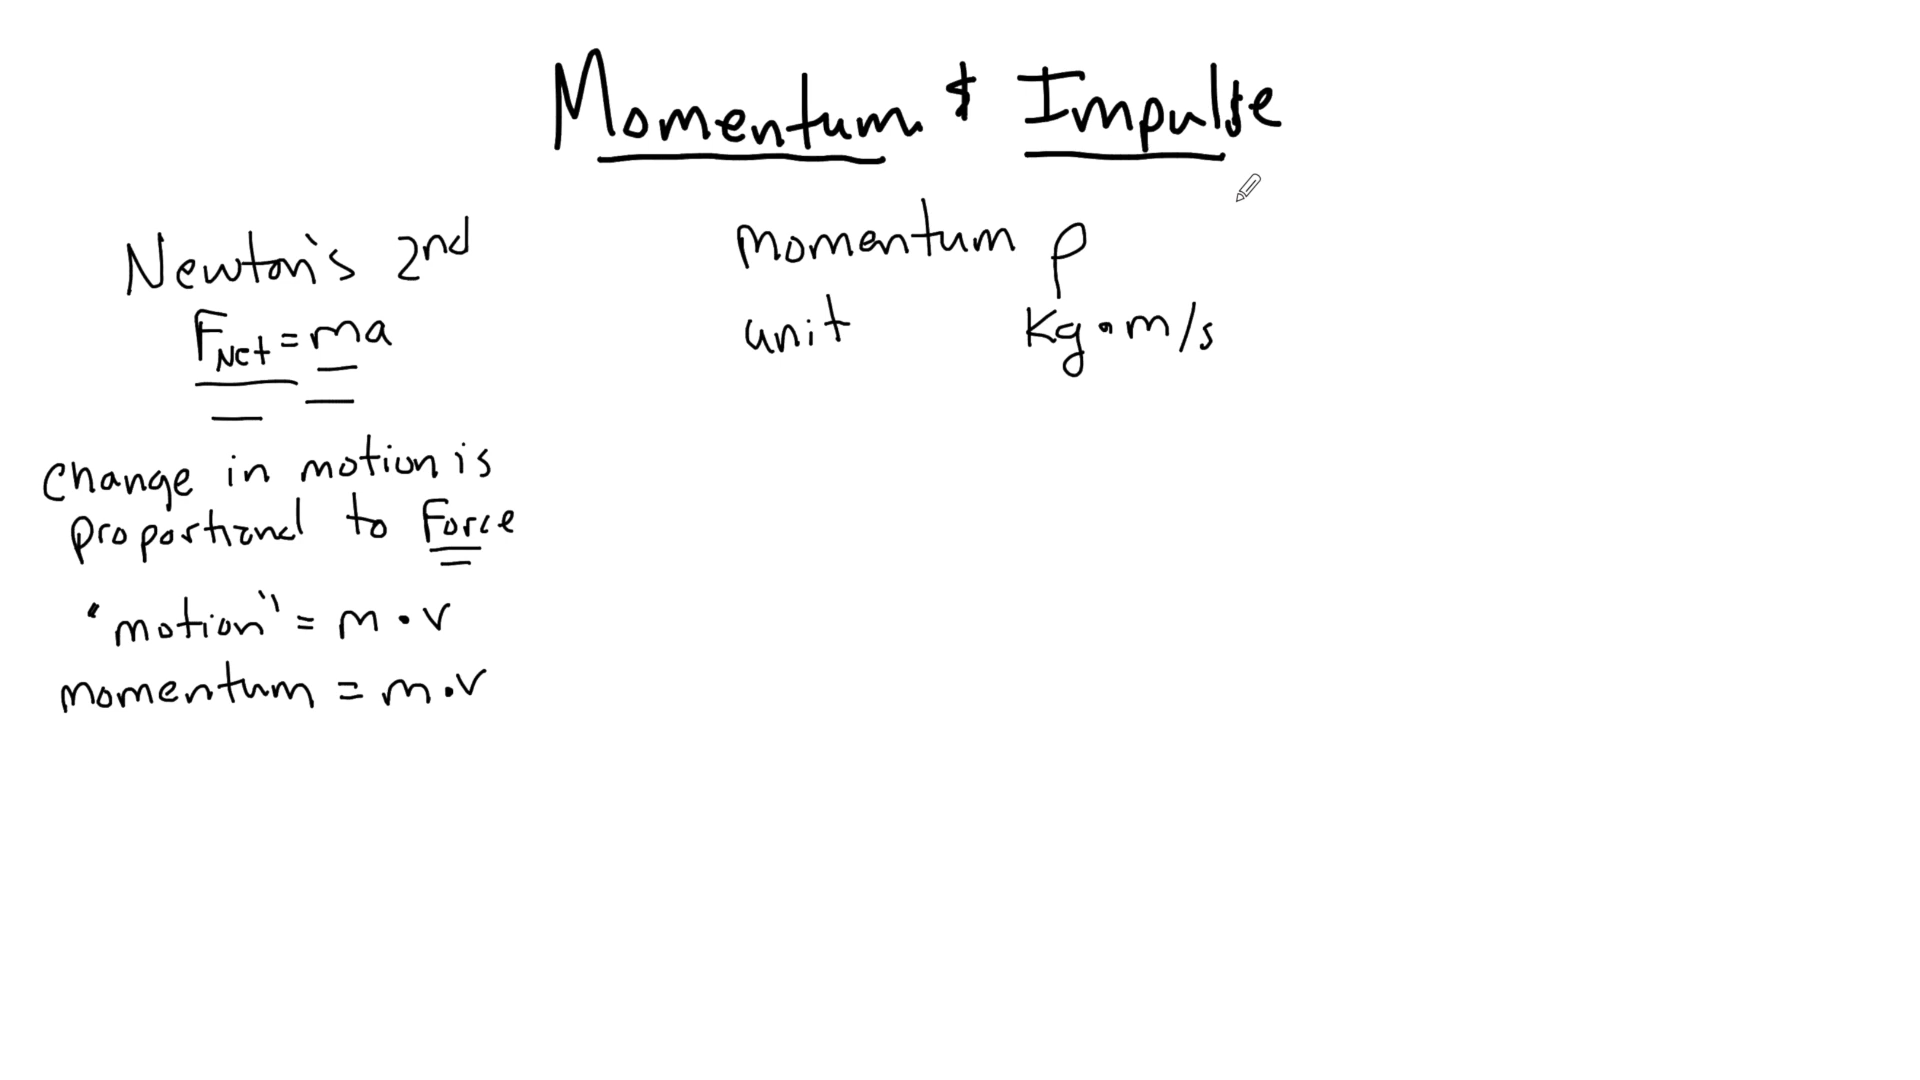 Momentum & Impulse
Newton's 2nd
FNet = ma
change in motion is
proportional to Force
"motion" = m · v
momentum = m · v
momentum p
unit Kg · m/s